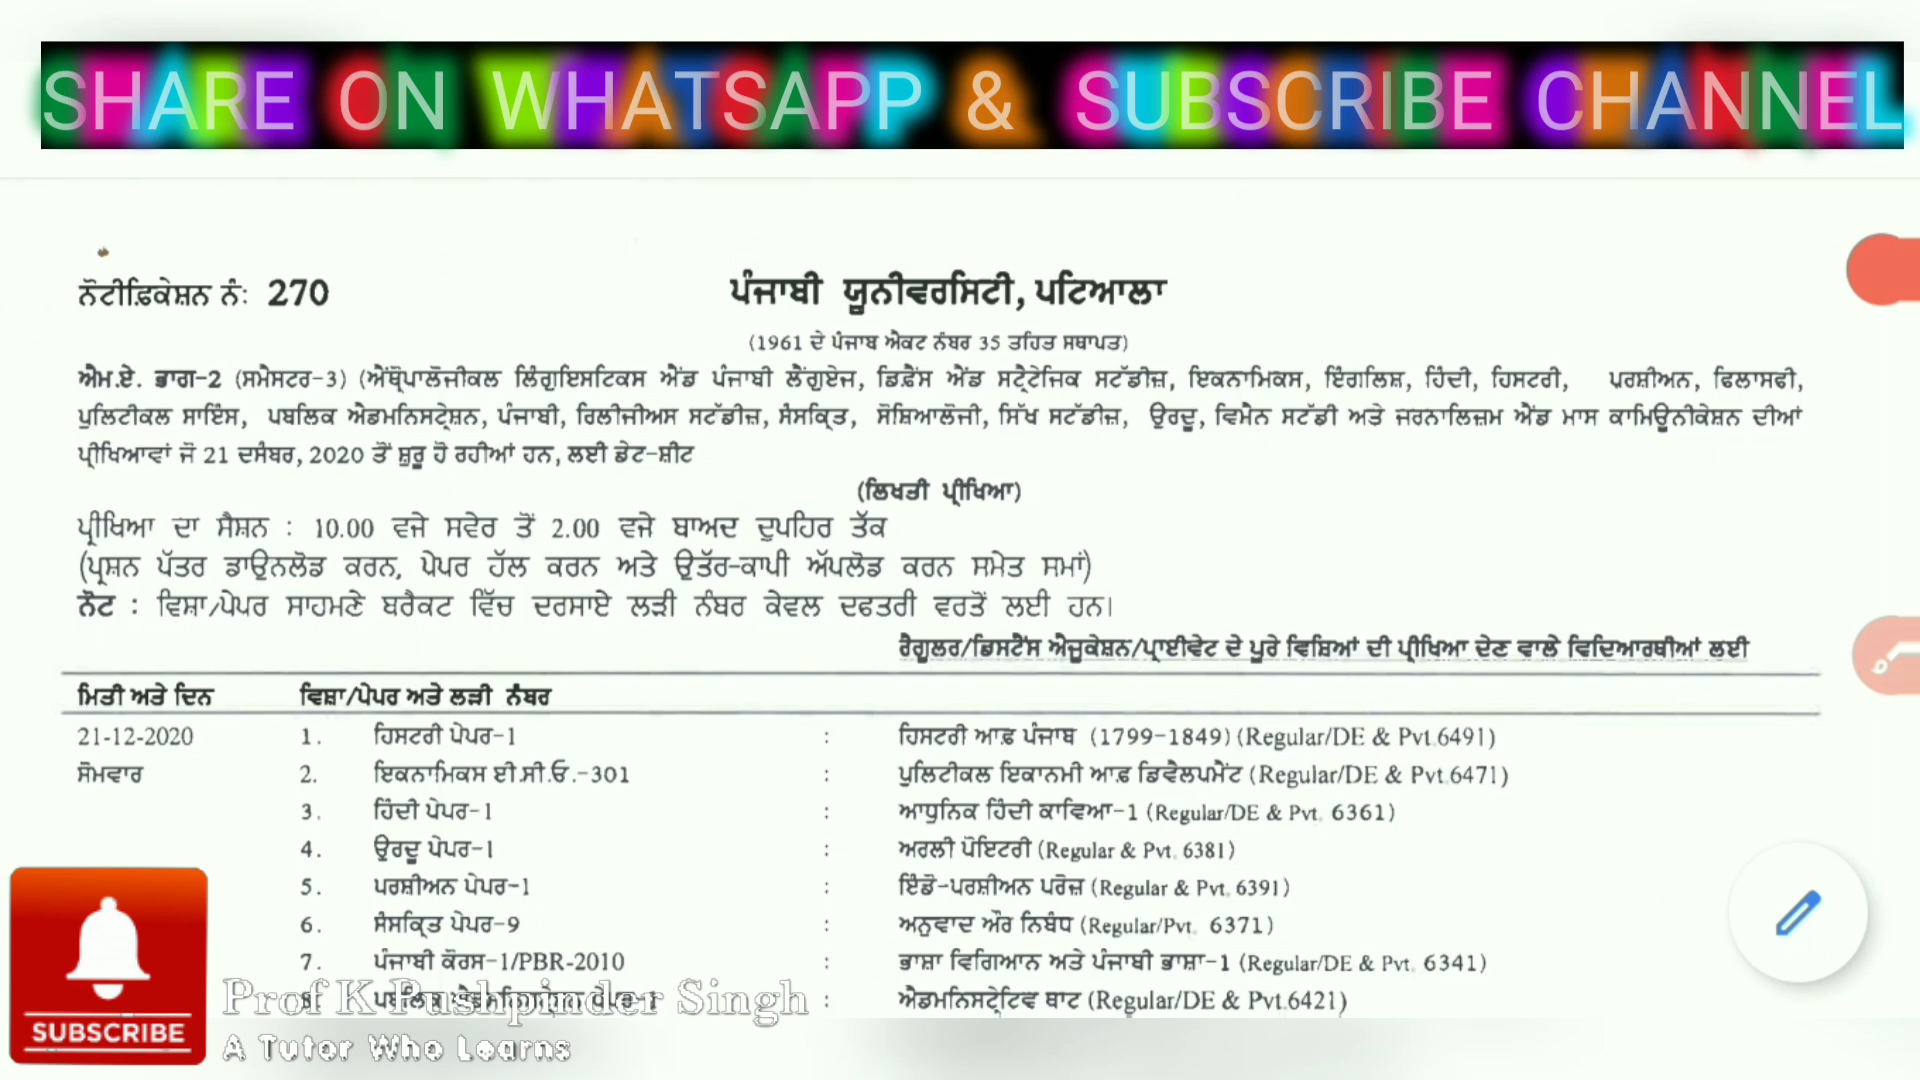 SHARE ON WHATSAPP & SUBSCRIBE CHANNEL
ਨੋਟੀਫ਼ਿਕੇਸ਼ਨ ਨੰ: 270
ਪੰਜਾਬੀ ਯੂਨੀਵਰਸਿਟੀ, ਪਟਿਆਲਾ
(1961 ਦੇ ਪੰਜਾਬ ਐਕਟ ਨੰਬਰ 35 ਤਹਿਤ ਸਥਾਪਤ)
ਐਮ.ਏ. ਭਾਗ-2 (ਸਮੈਸਟਰ-3) (ਐਂਥ੍ਰੋਪਾਲੋਜੀਕਲ ਲਿੰਗੁਇਸਟਿਕਸ ਐਂਡ ਪੰਜਾਬੀ ਲੈਂਗੁਏਜ, ਡਿਫ਼ੈਂਸ ਐਂਡ ਸਟ੍ਰੈਟੇਜਿਕ ਸਟੱਡੀਜ਼, ਇਕਨਾਮਿਕਸ, ਇੰਗਲਿਸ਼, ਹਿੰਦੀ, ਹਿਸਟਰੀ, ਪਰਸ਼ੀਅਨ, ਫਿਲਾਸਫੀ,
ਪੁਲਿਟੀਕਲ ਸਾਇੰਸ, ਪਬਲਿਕ ਐਡਮਨਿਸਟ੍ਰੇਸ਼ਨ, ਪੰਜਾਬੀ, ਰਿਲੀਜੀਅਸ ਸਟੱਡੀਜ਼, ਸੰਸਕ੍ਰਿਤ, ਸੋਸ਼ਿਆਲੋਜੀ, ਸਿੱਖ ਸਟੱਡੀਜ਼, ਉਰਦੂ, ਵਿਮੈਨ ਸਟੱਡੀ ਅਤੇ ਜਰਨਾਲਿਜ਼ਮ ਐਂਡ ਮਾਸ ਕਾਮਿਊਨੀਕੇਸ਼ਨ ਦੀਆਂ
ਪ੍ਰੀਖਿਆਵਾਂ ਜੋ 21 ਦਸੰਬਰ, 2020 ਤੋਂ ਸ਼ੁਰੂ ਹੋ ਰਹੀਆਂ ਹਨ, ਲਈ ਡੇਟ-ਸ਼ੀਟ
(ਲਿਖਤੀ ਪ੍ਰੀਖਿਆ)
ਪ੍ਰੀਖਿਆ ਦਾ ਸੈਸ਼ਨ : 10.00 ਵਜੇ ਸਵੇਰ ਤੋਂ 2.00 ਵਜੇ ਬਾਅਦ ਦੁਪਹਿਰ ਤੱਕ
(ਪ੍ਰਸ਼ਨ ਪੱਤਰ ਡਾਉਨਲੋਡ ਕਰਨ, ਪੇਪਰ ਹੱਲ ਕਰਨ ਅਤੇ ਉਤੱਰ-ਕਾਪੀ ਅੱਪਲੋਡ ਕਰਨ ਸਮੇਤ ਸਮਾਂ)
ਨੋਟ : ਵਿਸ਼ਾ/ਪੇਪਰ ਸਾਹਮਣੇ ਬਰੈਕਟ ਵਿੱਚ ਦਰਸਾਏ ਲੜੀ ਨੰਬਰ ਕੇਵਲ ਦਫਤਰੀ ਵਰਤੋਂ ਲਈ ਹਨ।
ਰੈਗੂਲਰ/ਡਿਸਟੈਂਸ ਐਜੂਕੇਸ਼ਨ/ਪ੍ਰਾਈਵੇਟ ਦੇ ਪੂਰੇ ਵਿਸ਼ਿਆਂ ਦੀ ਪ੍ਰੀਖਿਆ ਦੇਣ ਵਾਲੇ ਵਿਦਿਆਰਥੀਆਂ ਲਈ
ਮਿਤੀ ਅਤੇ ਦਿਨ ਵਿਸ਼ਾ/ਪੇਪਰ ਅਤੇ ਲੜੀ ਨੰਬਰ
21-12-2020 1. ਹਿਸਟਰੀ ਪੇਪਰ-1 : ਹਿਸਟਰੀ ਆਫ਼ ਪੰਜਾਬ (1799-1849) (Regular/DE & Pvt.6491)
ਸੋਮਵਾਰ 2. ਇਕਨਾਮਿਕਸ ਈ.ਸੀ.ਓ.-301 : ਪੁਲਿਟੀਕਲ ਇਕਾਨਮੀ ਆਫ਼ ਡਿਵੈਲਪਮੈਂਟ (Regular/DE & Pvt.6471)
3. ਹਿੰਦੀ ਪੇਪਰ-1 : ਆਧੁਨਿਕ ਹਿੰਦੀ ਕਾਵਿਆ-1 (Regular/DE & Pvt. 6361)
4. ਉਰਦੂ ਪੇਪਰ-1 : ਅਰਲੀ ਪੋਇਟਰੀ (Regular & Pvt. 6381)
5. ਪਰਸ਼ੀਅਨ ਪੇਪਰ-1 : ਇੰਡੋ-ਪਰਸ਼ੀਅਨ ਪਰੋਜ਼ (Regular & Pvt. 6391)
6. ਸੰਸਕ੍ਰਿਤ ਪੇਪਰ-9 : ਅਨੁਵਾਦ ਔਰ ਨਿਬੰਧ (Regular/Pvt. 6371)
7. ਪੰਜਾਬੀ ਕੋਰਸ-1/PBR-2010 : ਭਾਸ਼ਾ ਵਿਗਿਆਨ ਅਤੇ ਪੰਜਾਬੀ ਭਾਸ਼ਾ-1 (Regular/DE & Pvt. 6341)
8. ਪਬਲਿਕ ਐਡਮਨਿਸਟ੍ਰੇਸ਼ਨ ਪੇਪਰ-1 : ਐਡਮਨਿਸਟ੍ਰੇਟਿਵ ਥਾਟ (Regular/DE & Pvt.6421)
Prof K Pushpinder Singh
A Tutor Who Learns
SUBSCRIBE